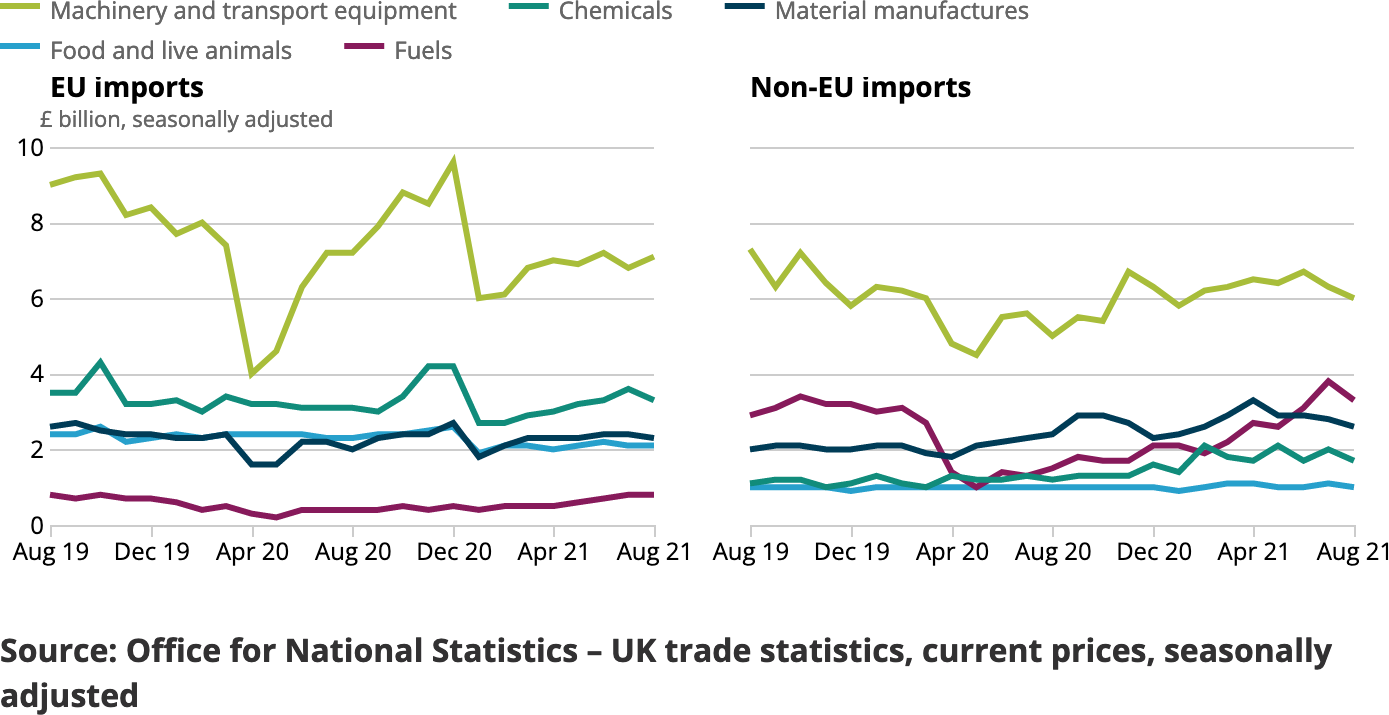 Machinery and transport equipment Chemicals Material manufactures
Food and live animals Fuels
EU imports Non-EU imports
£ billion, seasonally adjusted
10
8
6
4
2
0
Aug 19 Dec 19 Apr 20 Aug 20 Dec 20 Apr 21 Aug 21 Aug 19 Dec 19 Apr 20 Aug 20 Dec 20 Apr 21 Aug 21
Source: Office for National Statistics – UK trade statistics, current prices, seasonally
adjusted